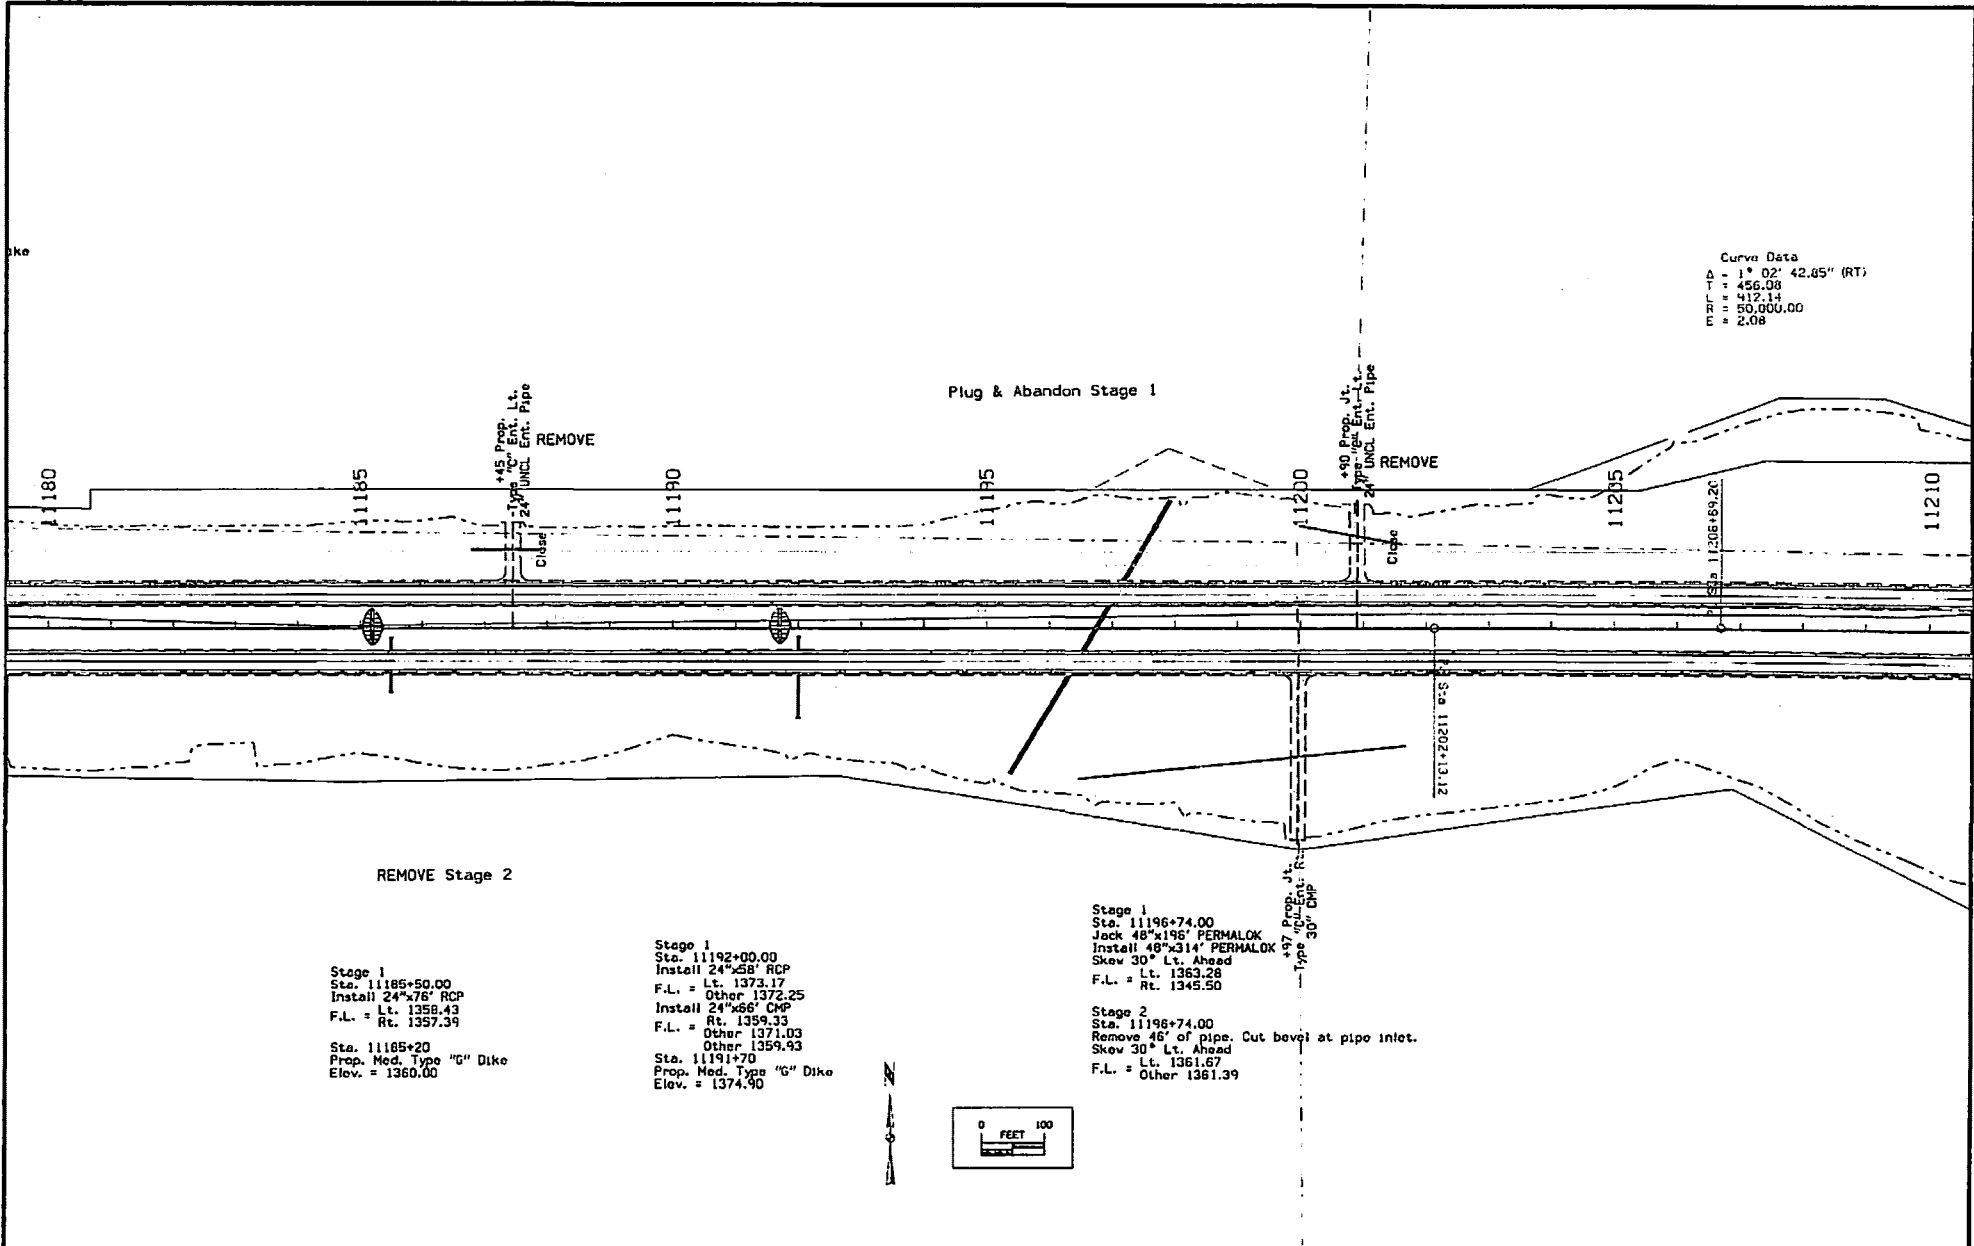 ike
Curve Data
Δ = 1° 02' 42.85" (RT)
T = 456.08
L = 912.14
R = 50,000.00
E = 2.08
Plug & Abandon Stage 1
+45 Prop.
Type "C" Ent. Lt.
24" UNCL Ent. Pipe
REMOVE
+90 Prop. Jt.
Type "C" Ent. Lt.
24" UNCL Ent. Pipe
REMOVE
11180
11185
11190
11195
11200
11205
11210
Close
Close
Sta 11206+69.20
Sta 11202+13.12
REMOVE Stage 2
+97 Prop. Jt.
Type "C" Ent. Rt.
30" CMP
Stage 1
Sta. 11185+50.00
Install 24"x76' RCP
F.L. = Lt. 1358.43
Rt. 1357.39
Sta. 11185+20
Prop. Med. Type "G" Dike
Elev. = 1360.00
Stage 1
Sta. 11192+00.00
Install 24"x58' RCP
F.L. = Lt. 1373.17
Other 1372.25
Install 24"x66' CMP
F.L. = Rt. 1359.33
Other 1371.03
Other 1359.93
Sta. 11191+70
Prop. Med. Type "G" Dike
Elev. = 1374.90
Stage 1
Sta. 11196+74.00
Jack 48"x196' PERMALOK
Install 48"x314' PERMALOK
Skew 30° Lt. Ahead
F.L. = Lt. 1363.28
Rt. 1345.50
Stage 2
Sta. 11196+74.00
Remove 46' of pipe. Cut bevel at pipe inlet.
Skew 30° Lt. Ahead
F.L. = Lt. 1361.67
Other 1361.39
N
0 100
FEET